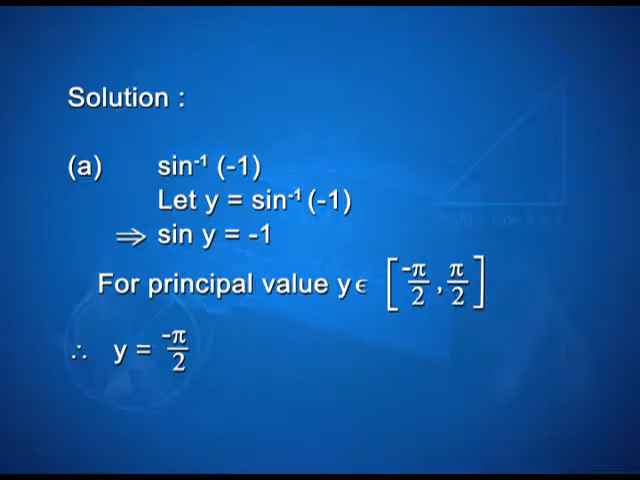 Solution :
(a) sin⁻¹ (-1)
Let y = sin⁻¹ (-1)
⇒ sin y = -1
For principal value y ϵ [-π/2 , π/2]
∴ y = -π/2